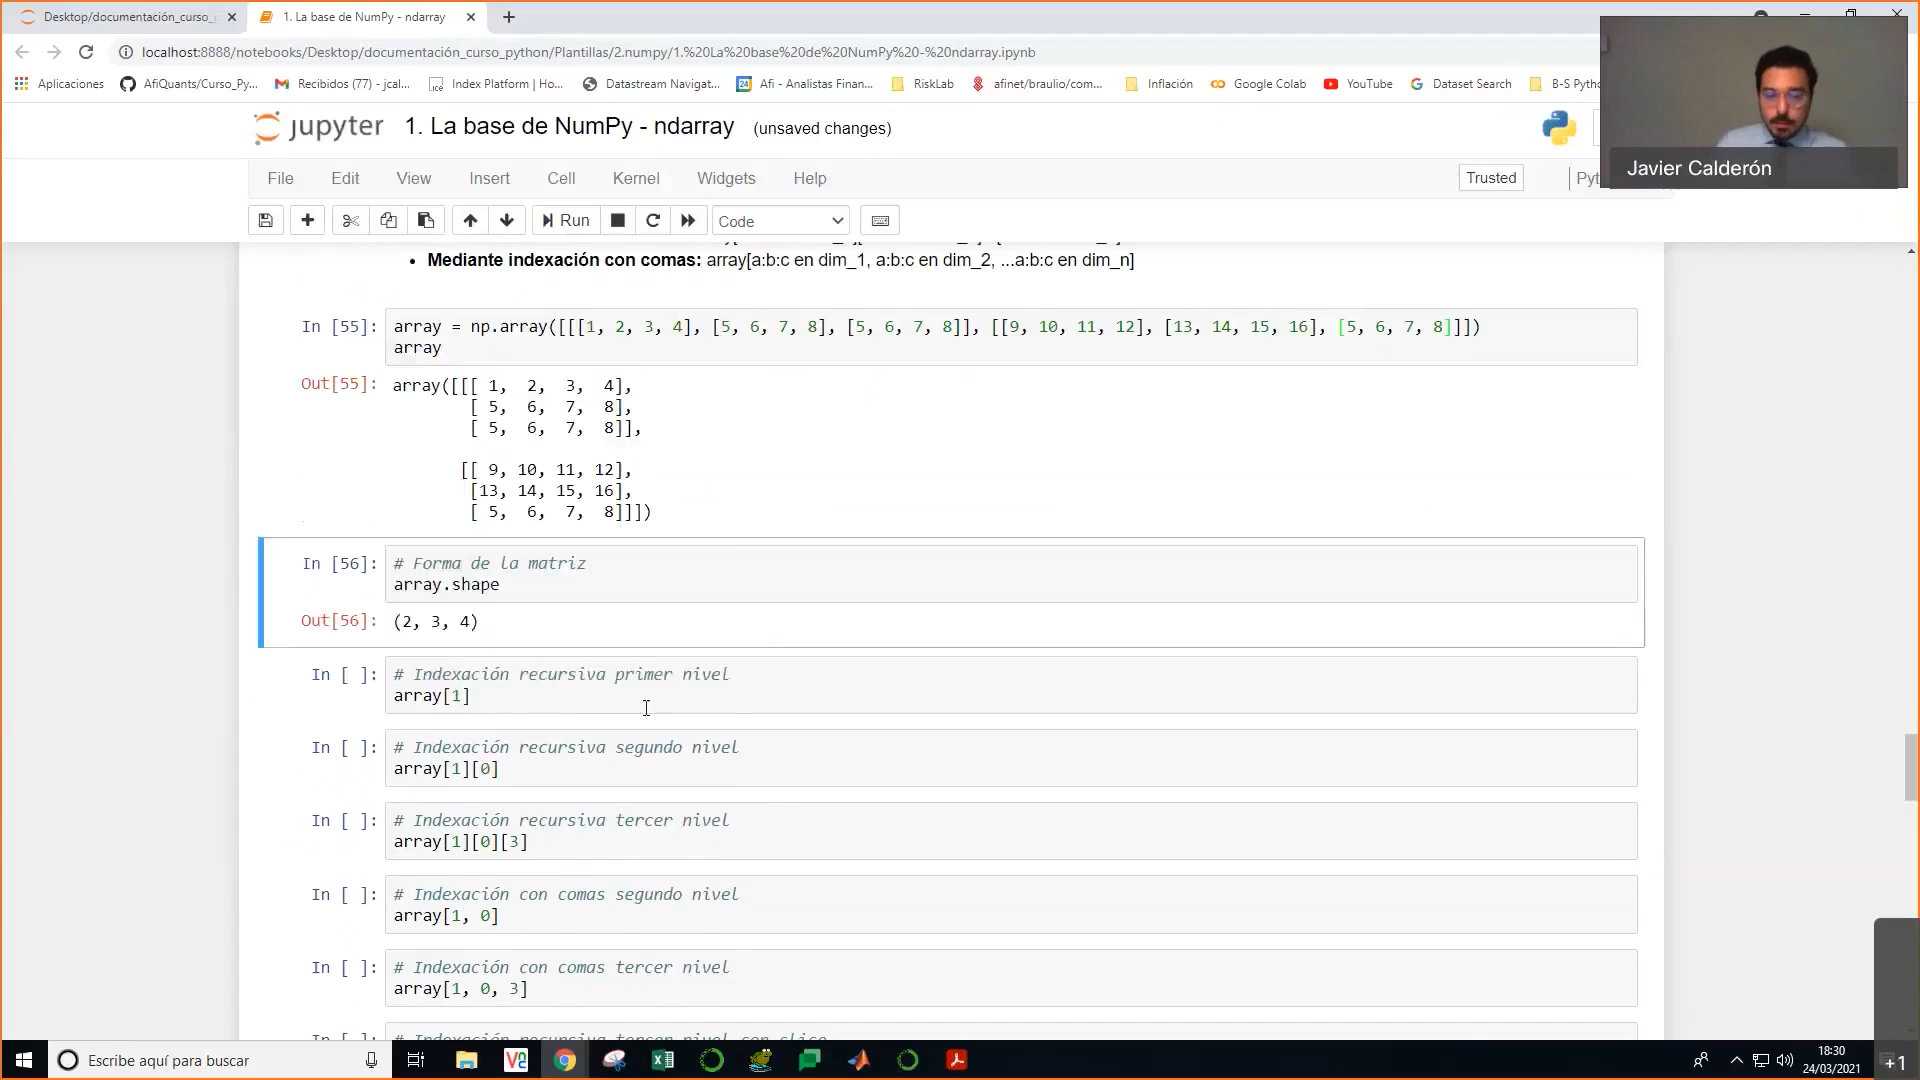 Desktop/documentación_curso_
1. La base de NumPy - ndarray
localhost:8888/notebooks/Desktop/documentación_curso_python/Plantillas/2.numpy/1.%20La%20base%20de%20NumPy%20-%20ndarray.ipynb
Aplicaciones
AfiQuants/Curso_Py...
Recibidos (77) - jcal...
Index Platform | Ho...
Datastream Navigat...
Afi - Analistas Finan...
RiskLab
afinet/braulio/com...
Inflación
Google Colab
YouTube
Dataset Search
B-S Pytho
Javier Calderón
jupyter 1. La base de NumPy - ndarray (unsaved changes)
File Edit View Insert Cell Kernel Widgets Help
Trusted
Pyt
Run
Code
• Mediante indexación con comas: array[a:b:c en dim_1, a:b:c en dim_2, ...a:b:c en dim_n]
In [55]: array = np.array([[[1, 2, 3, 4], [5, 6, 7, 8], [5, 6, 7, 8]], [[9, 10, 11, 12], [13, 14, 15, 16], [5, 6, 7, 8]]])
array
Out[55]: array([[[ 1, 2, 3, 4],
[ 5, 6, 7, 8],
[ 5, 6, 7, 8]],
[[ 9, 10, 11, 12],
[13, 14, 15, 16],
[ 5, 6, 7, 8]]])
In [56]: # Forma de la matriz
array.shape
Out[56]: (2, 3, 4)
In [ ]: # Indexación recursiva primer nivel
array[1]
In [ ]: # Indexación recursiva segundo nivel
array[1][0]
In [ ]: # Indexación recursiva tercer nivel
array[1][0][3]
In [ ]: # Indexación con comas segundo nivel
array[1, 0]
In [ ]: # Indexación con comas tercer nivel
array[1, 0, 3]
In [ ]: # Indexación recursiva tercer nivel con slice
Escribe aquí para buscar
18:30
24/03/2021
+1